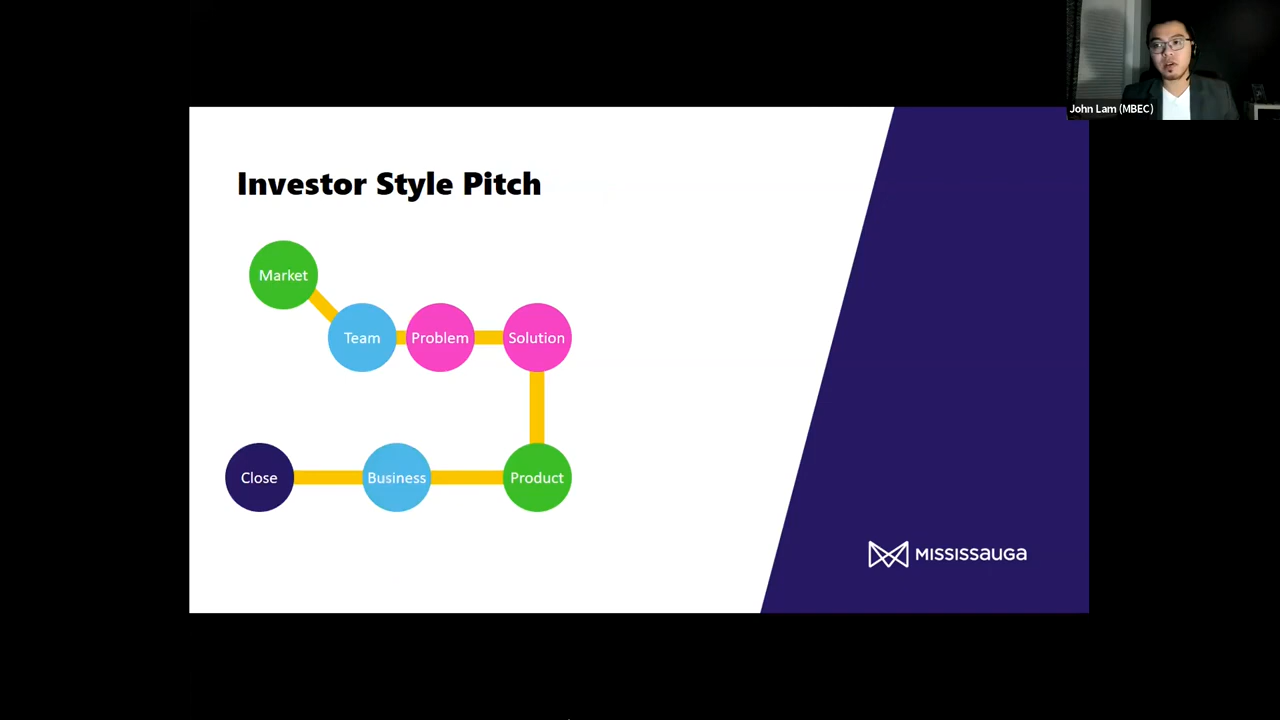 John Lam (MBEC)
Investor Style Pitch
Market
Team
Problem
Solution
Close
Business
Product
MISSISSAUGA